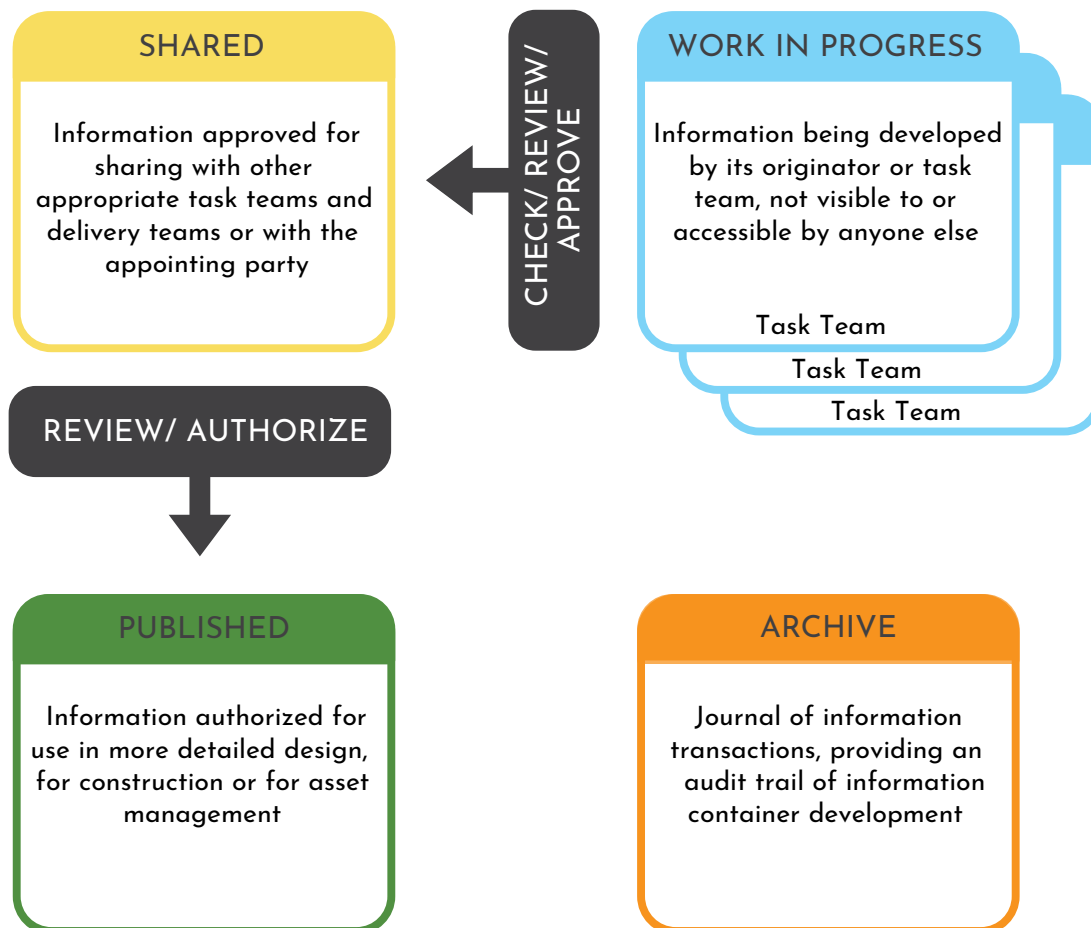 SHARED
Information approved for
sharing with other
appropriate task teams and
delivery teams or with the
appointing party
CHECK/ REVIEW/
APPROVE
WORK IN PROGRESS
Information being developed
by its originator or task
team, not visible to or
accessible by anyone else
Task Team
Task Team
Task Team
REVIEW/ AUTHORIZE
PUBLISHED
Information authorized for
use in more detailed design,
for construction or for asset
management
ARCHIVE
Journal of information
transactions, providing an
audit trail of information
container development